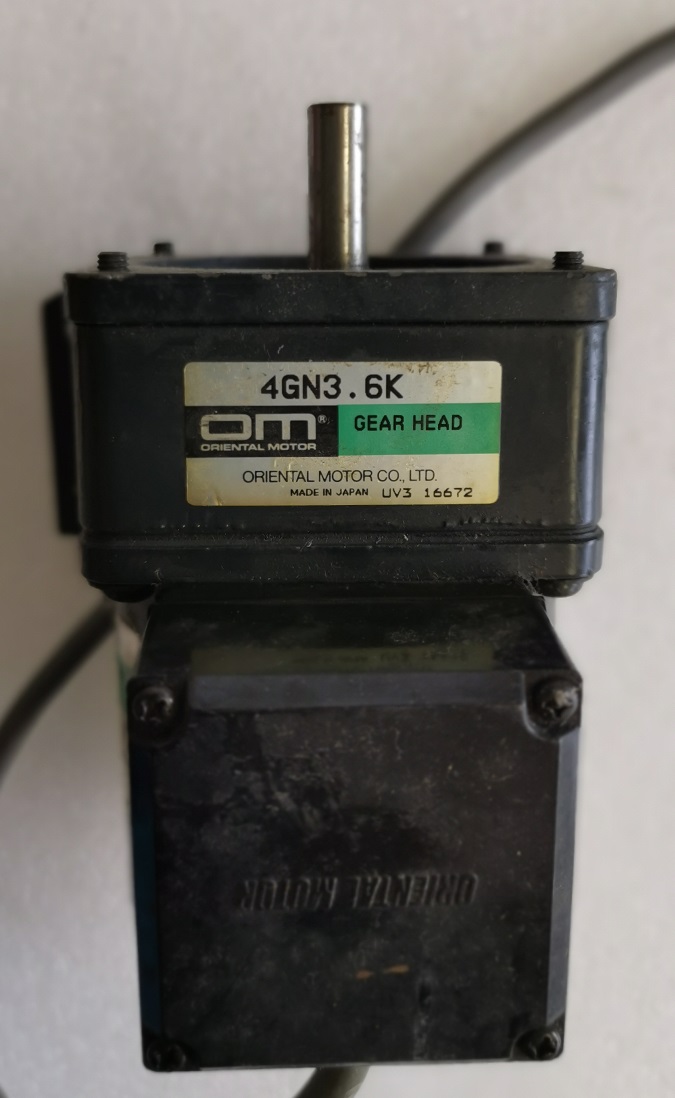 4GN3.6K
OM®
ORIENTAL MOTOR
GEAR HEAD
ORIENTAL MOTOR CO., LTD.
MADE IN JAPAN UV3 16672
ORIENTAL MOTOR